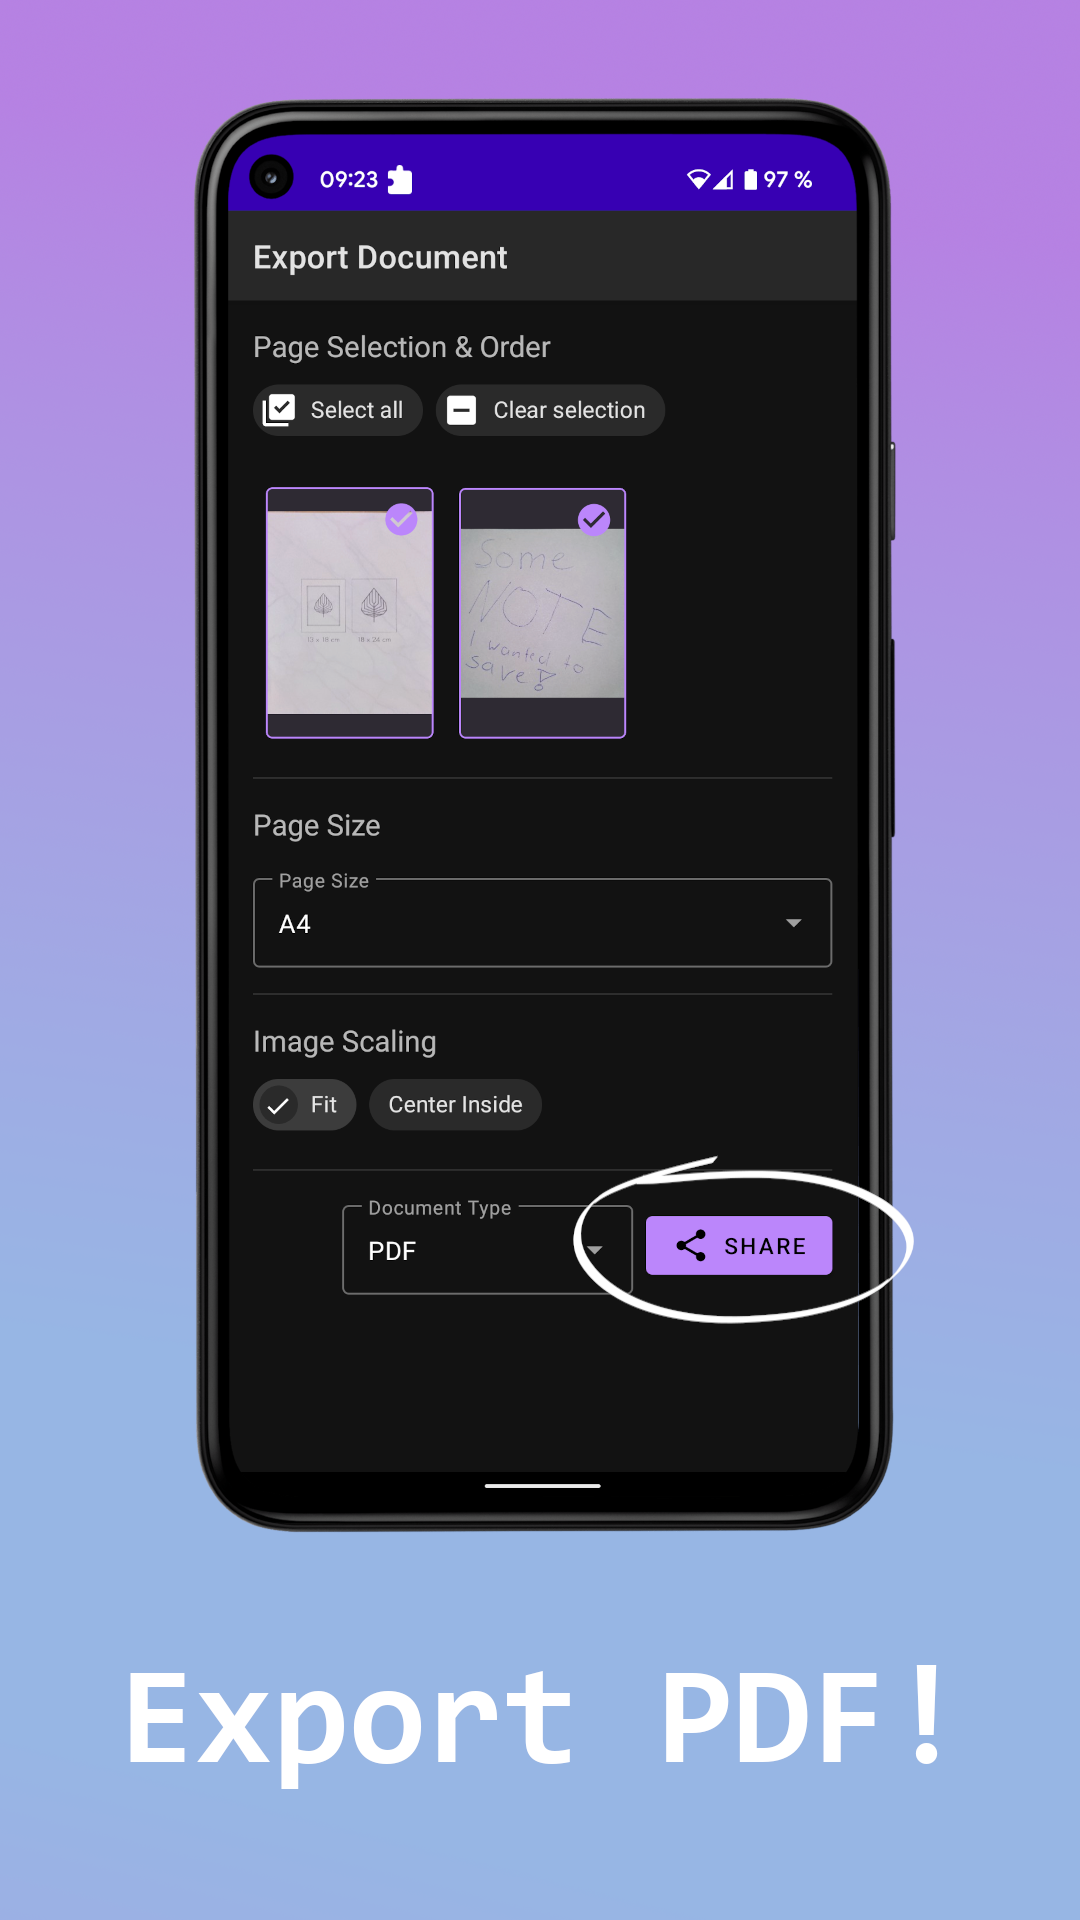 09:23 97 %
Export Document
Page Selection & Order
Select all Clear selection
13 x 18 cm 18 x 24 cm
Some
NOTE
I wanted to
save!
Page Size
Page Size
A4
Image Scaling
Fit Center Inside
Document Type
PDF
SHARE
Export PDF!